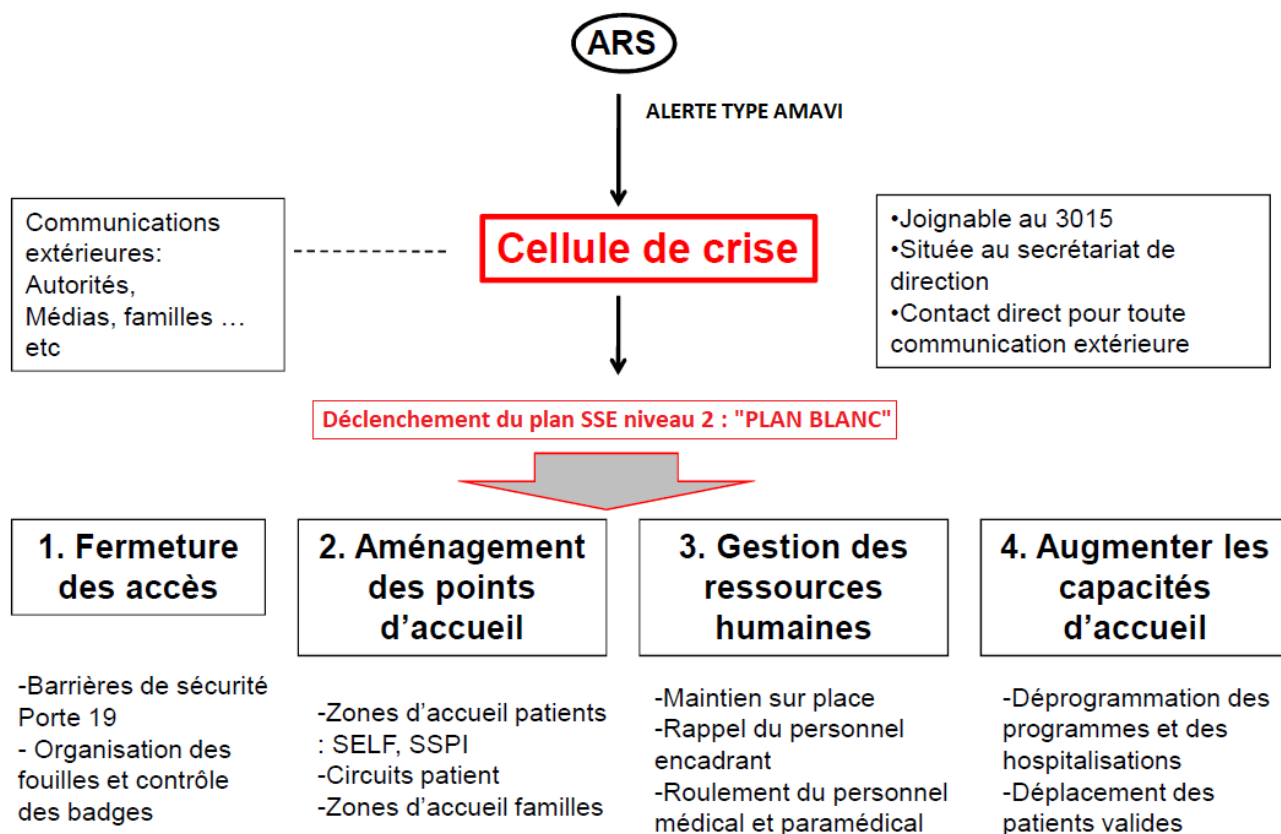 ARS
ALERTE TYPE AMAVI
Communications
extérieures:
Autorités,
Médias, familles …
etc
Cellule de crise
•Joignable au 3015
•Située au secrétariat de
direction
•Contact direct pour toute
communication extérieure
Déclenchement du plan SSE niveau 2 : "PLAN BLANC"
1. Fermeture
des accès
-Barrières de sécurité
Porte 19
- Organisation des
fouilles et contrôle
des badges
2. Aménagement
des points
d’accueil
-Zones d’accueil patients
: SELF, SSPI
-Circuits patient
-Zones d’accueil familles
3. Gestion des
ressources
humaines
-Maintien sur place
-Rappel du personnel
encadrant
-Roulement du personnel
médical et paramédical
4. Augmenter les
capacités
d’accueil
-Déprogrammation des
programmes et des
hospitalisations
-Déplacement des
patients valides